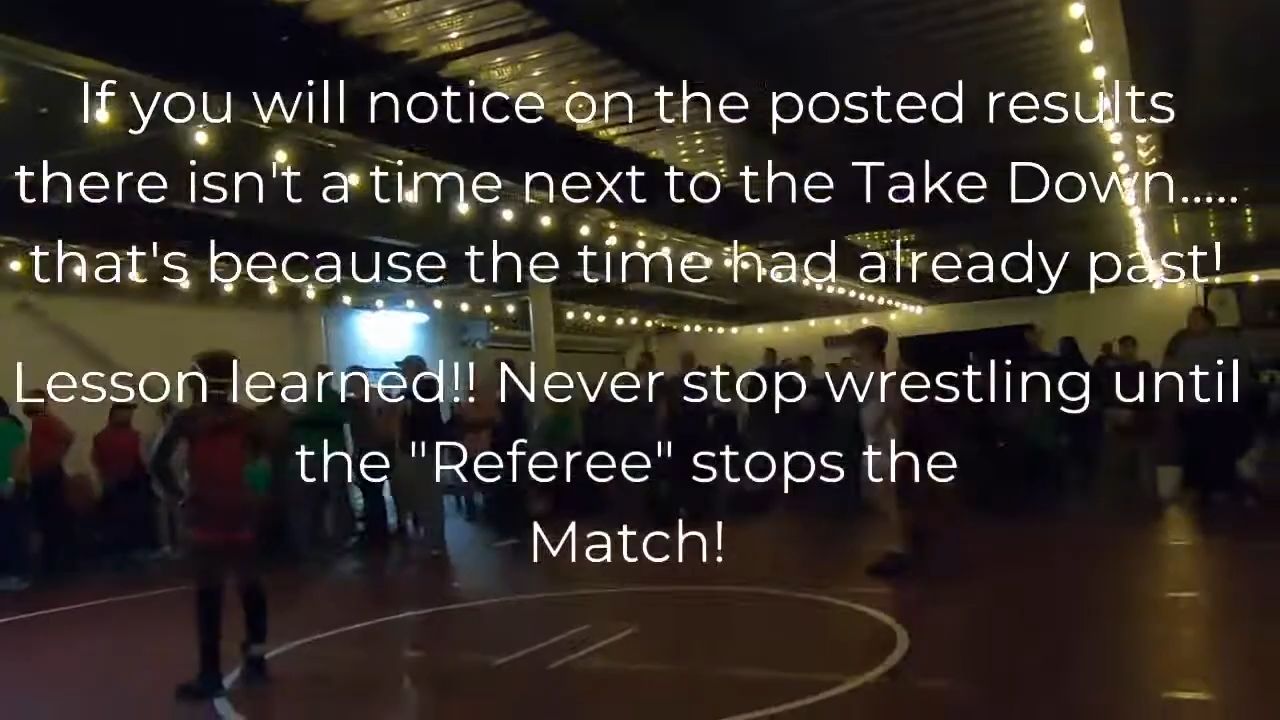 If you will notice on the posted results
there isn't a time next to the Take Down.....
that's because the time had already past!
Lesson learned!! Never stop wrestling until
the "Referee" stops the
Match!